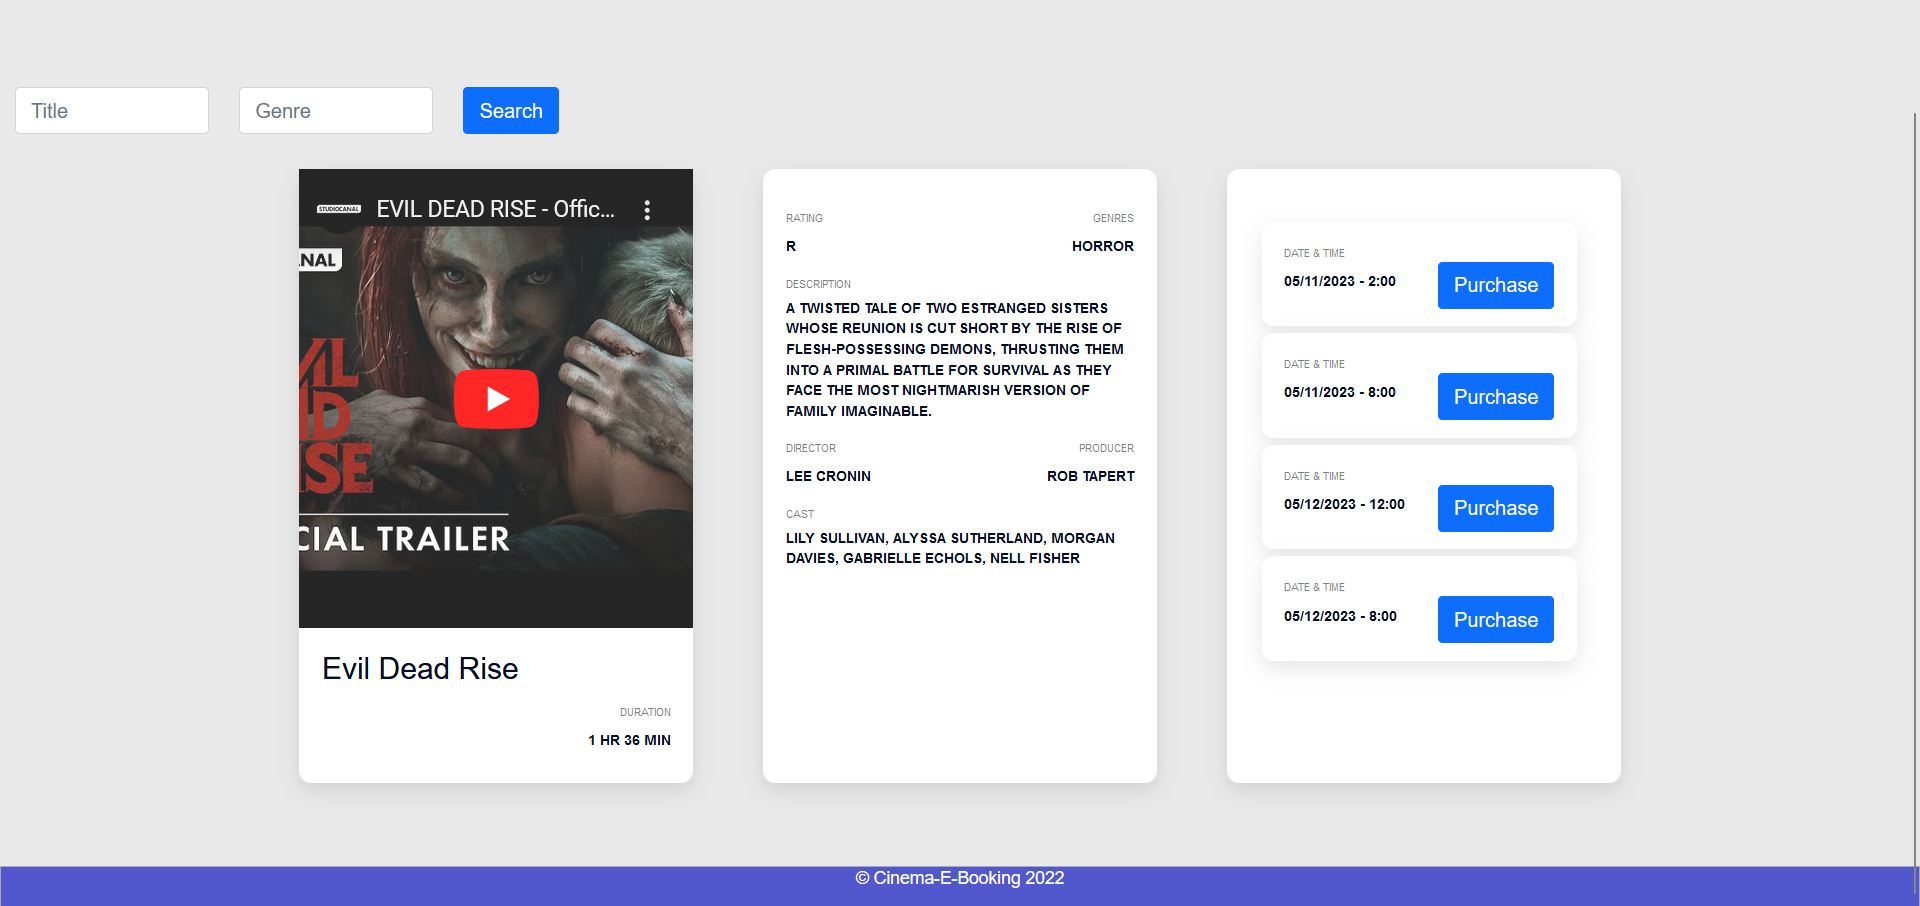 Title
Genre
Search
STUDIOCANAL
EVIL DEAD RISE - Offic...
ANAL
VIL
AD
ISE
CIAL TRAILER
Evil Dead Rise
DURATION
1 HR 36 MIN
RATING
GENRES
R
HORROR
DESCRIPTION
A TWISTED TALE OF TWO ESTRANGED SISTERS
WHOSE REUNION IS CUT SHORT BY THE RISE OF
FLESH-POSSESSING DEMONS, THRUSTING THEM
INTO A PRIMAL BATTLE FOR SURVIVAL AS THEY
FACE THE MOST NIGHTMARISH VERSION OF
FAMILY IMAGINABLE.
DIRECTOR
PRODUCER
LEE CRONIN
ROB TAPERT
CAST
LILY SULLIVAN, ALYSSA SUTHERLAND, MORGAN
DAVIES, GABRIELLE ECHOLS, NELL FISHER
DATE & TIME
05/11/2023 - 2:00
Purchase
DATE & TIME
05/11/2023 - 8:00
Purchase
DATE & TIME
05/12/2023 - 12:00
Purchase
DATE & TIME
05/12/2023 - 8:00
Purchase
© Cinema-E-Booking 2022